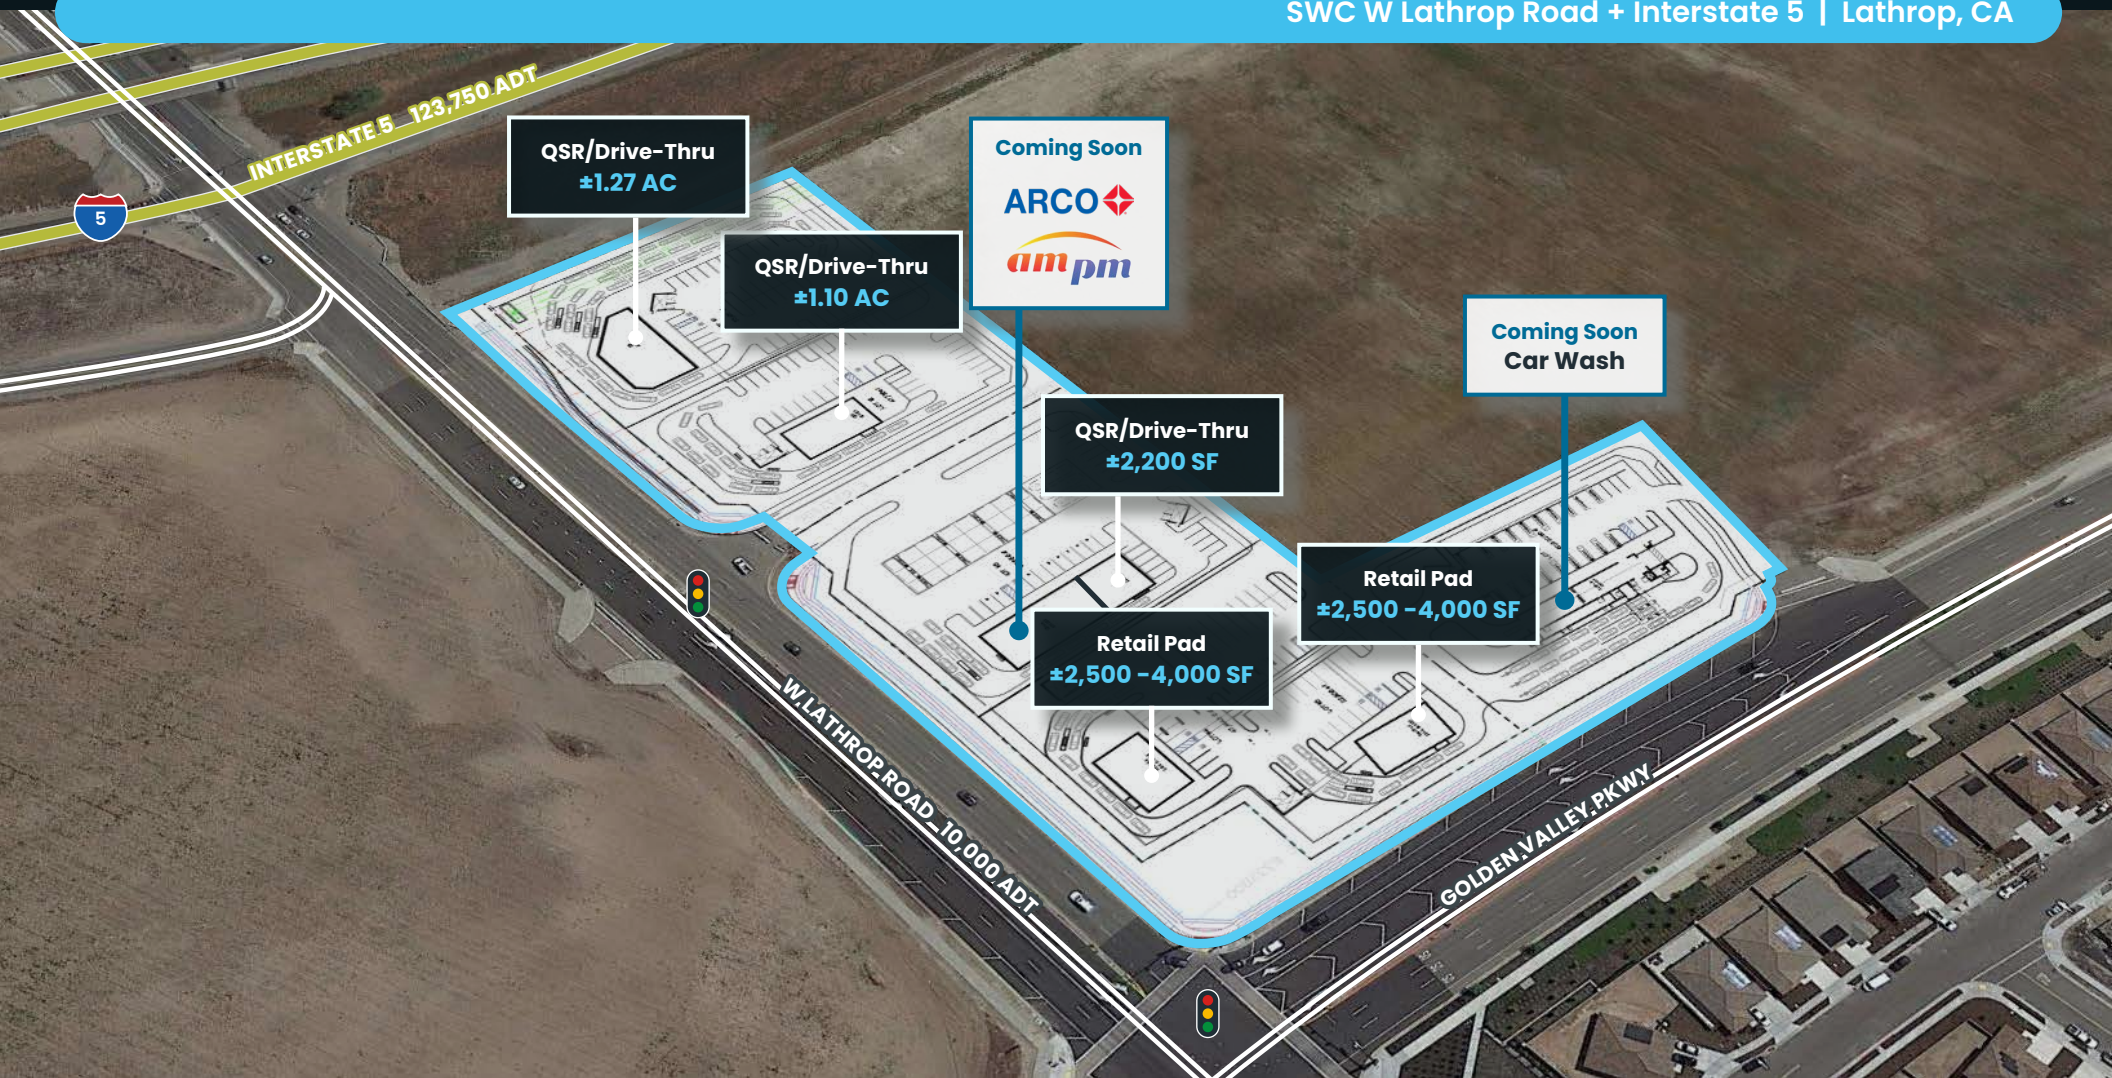 SWC W Lathrop Road + Interstate 5 | Lathrop, CA
INTERSTATE 5 123,750 ADT
5
QSR/Drive-Thru
±1.27 AC
QSR/Drive-Thru
±1.10 AC
Coming Soon
ARCO
ampm
Coming Soon
Car Wash
QSR/Drive-Thru
±2,200 SF
Retail Pad
±2,500 -4,000 SF
Retail Pad
±2,500 -4,000 SF
W LATHROP ROAD 10,000 ADT
GOLDEN VALLEY PKWY